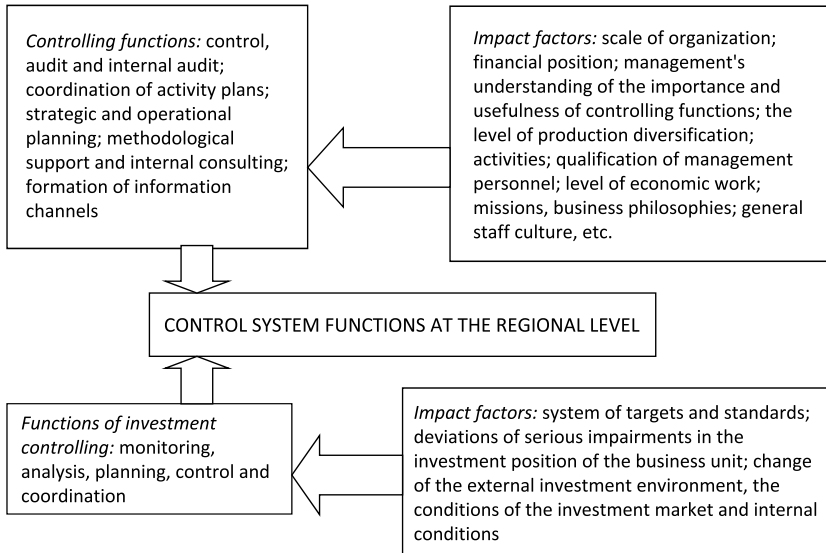 Controlling functions: control,
audit and internal audit;
coordination of activity plans;
strategic and operational
planning; methodological
support and internal consulting;
formation of information
channels
Impact factors: scale of organization;
financial position; management's
understanding of the importance and
usefulness of controlling functions; the
level of production diversification;
activities; qualification of management
personnel; level of economic work;
missions, business philosophies; general
staff culture, etc.
CONTROL SYSTEM FUNCTIONS AT THE REGIONAL LEVEL
Functions of investment
controlling: monitoring,
analysis, planning, control and
coordination
Impact factors: system of targets and standards;
deviations of serious impairments in the
investment position of the business unit; change
of the external investment environment, the
conditions of the investment market and internal
conditions